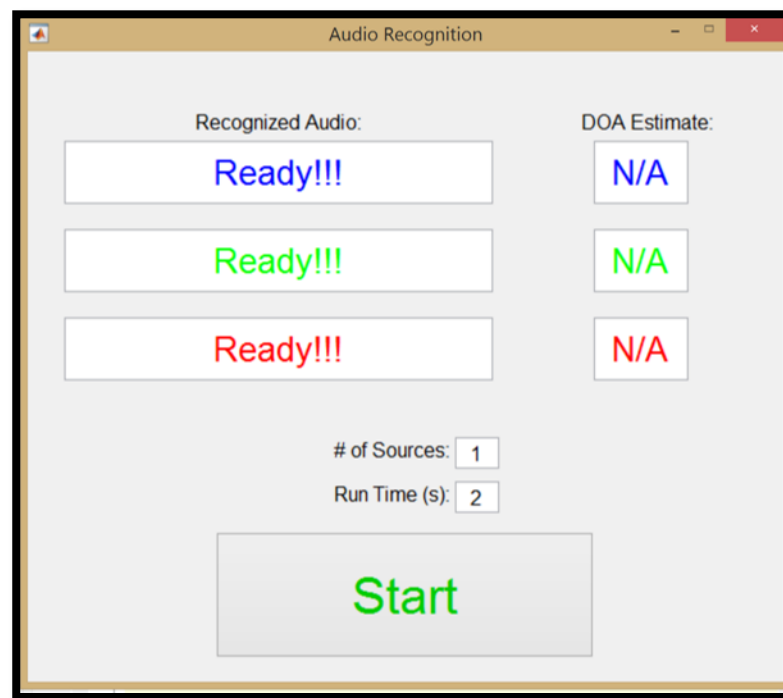 Audio Recognition
Recognized Audio: DOA Estimate:
Ready!!! N/A
Ready!!! N/A
Ready!!! N/A
# of Sources: 1
Run Time (s): 2
Start